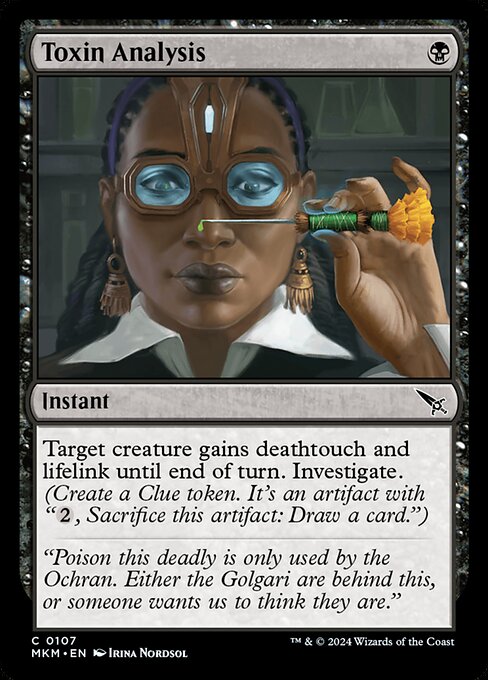 Toxin Analysis
Instant
Target creature gains deathtouch and
lifelink until end of turn. Investigate.
(Create a Clue token. It's an artifact with
“2, Sacrifice this artifact: Draw a card.”)
“Poison this deadly is only used by the
Ochran. Either the Golgari are behind this,
or someone wants us to think they are.”
C 0107
MKM • EN Irina Nordsol
™ & © 2024 Wizards of the Coast